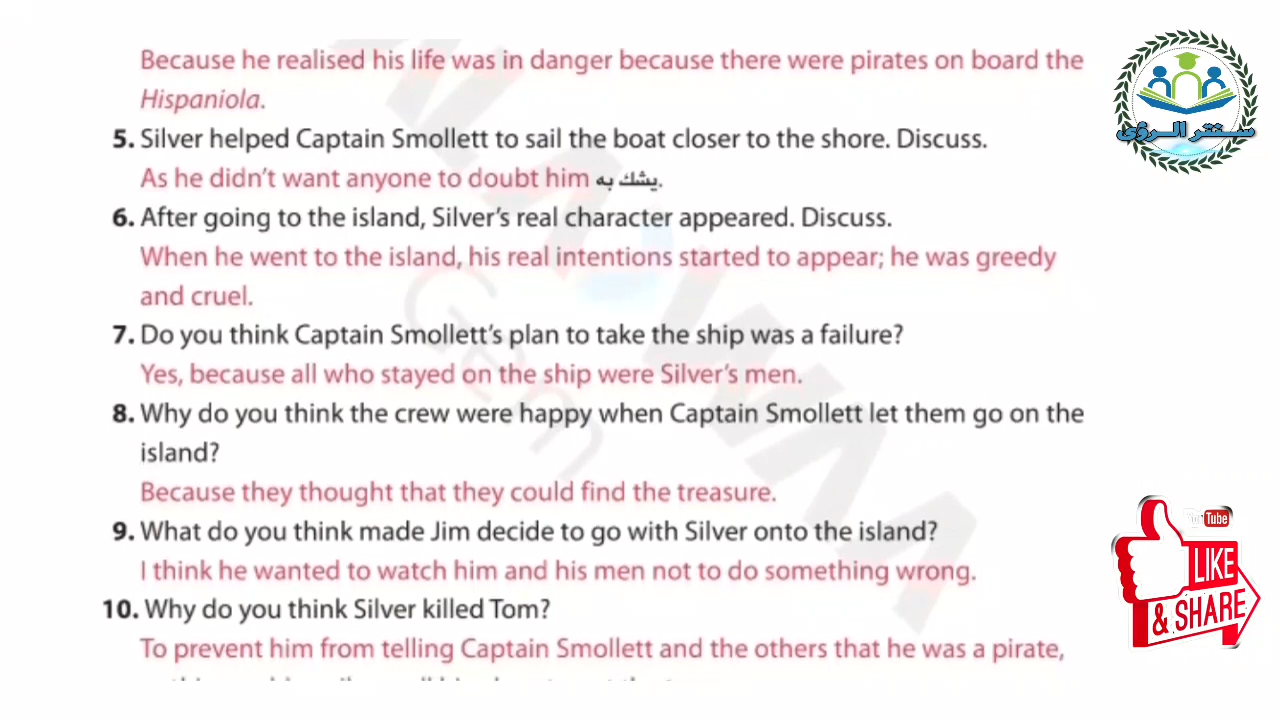 Because he realised his life was in danger because there were pirates on board the
Hispaniola.
5. Silver helped Captain Smollett to sail the boat closer to the shore. Discuss.
As he didn't want anyone to doubt him يشك به.
6. After going to the island, Silver's real character appeared. Discuss.
When he went to the island, his real intentions started to appear; he was greedy
and cruel.
7. Do you think Captain Smollett's plan to take the ship was a failure?
Yes, because all who stayed on the ship were Silver's men.
8. Why do you think the crew were happy when Captain Smollett let them go on the
island?
Because they thought that they could find the treasure.
9. What do you think made Jim decide to go with Silver onto the island?
I think he wanted to watch him and his men not to do something wrong.
10. Why do you think Silver killed Tom?
To prevent him from telling Captain Smollett and the others that he was a pirate,
سنتر الرؤى
Tube
LIKE
& SHARE
Gem